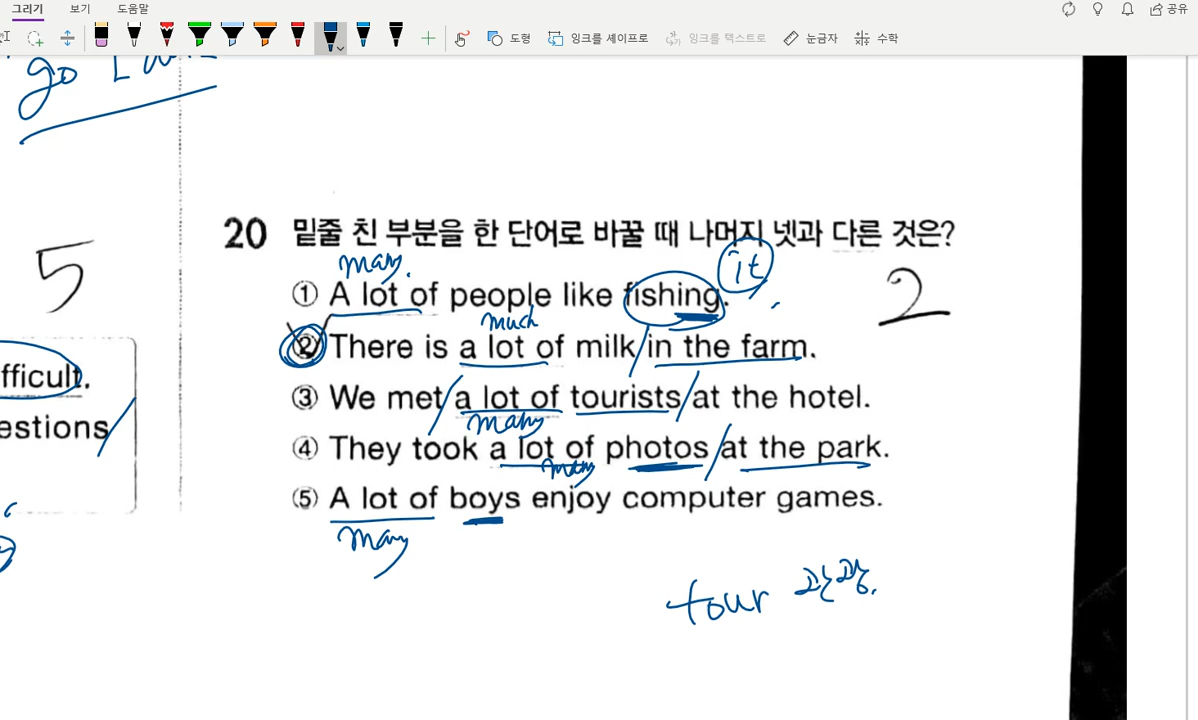 그리기 보기 도움말 공유
도형 잉크를 셰이프로 잉크를 텍스트로 눈금자 수학
go
5
20 밑줄 친 부분을 한 단어로 바꿀 때 나머지 넷과 다른 것은?
many. it
① A lot of people like fishing.
2
much
② There is a lot of milk in the farm.
③ We met a lot of tourists at the hotel.
many
④ They took a lot of photos at the park.
many
⑤ A lot of boys enjoy computer games.
many
fficult.
estions
tour 관광.